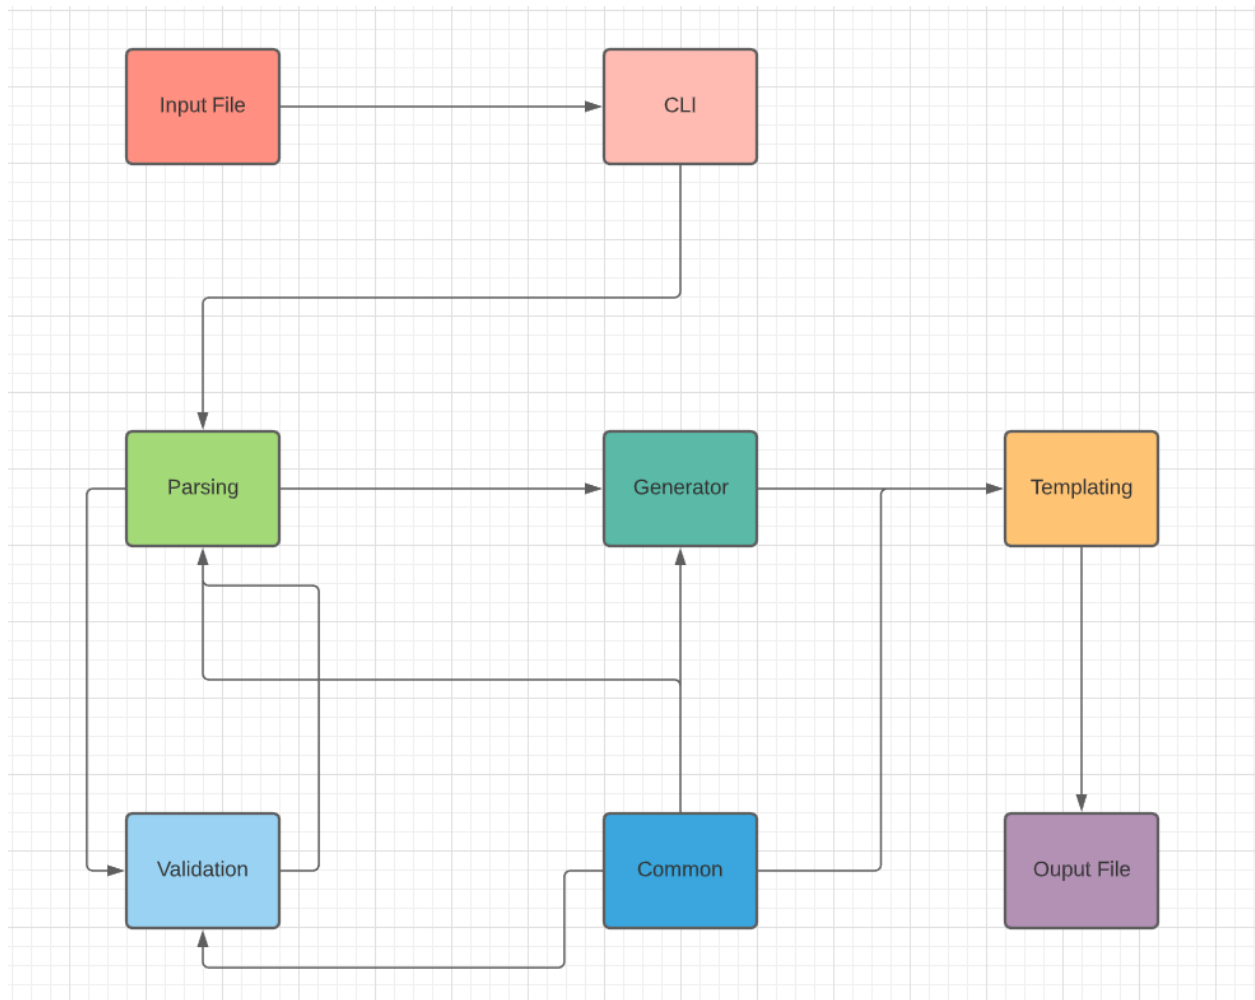 Input File
CLI
Parsing
Generator
Templating
Validation
Common
Ouput File